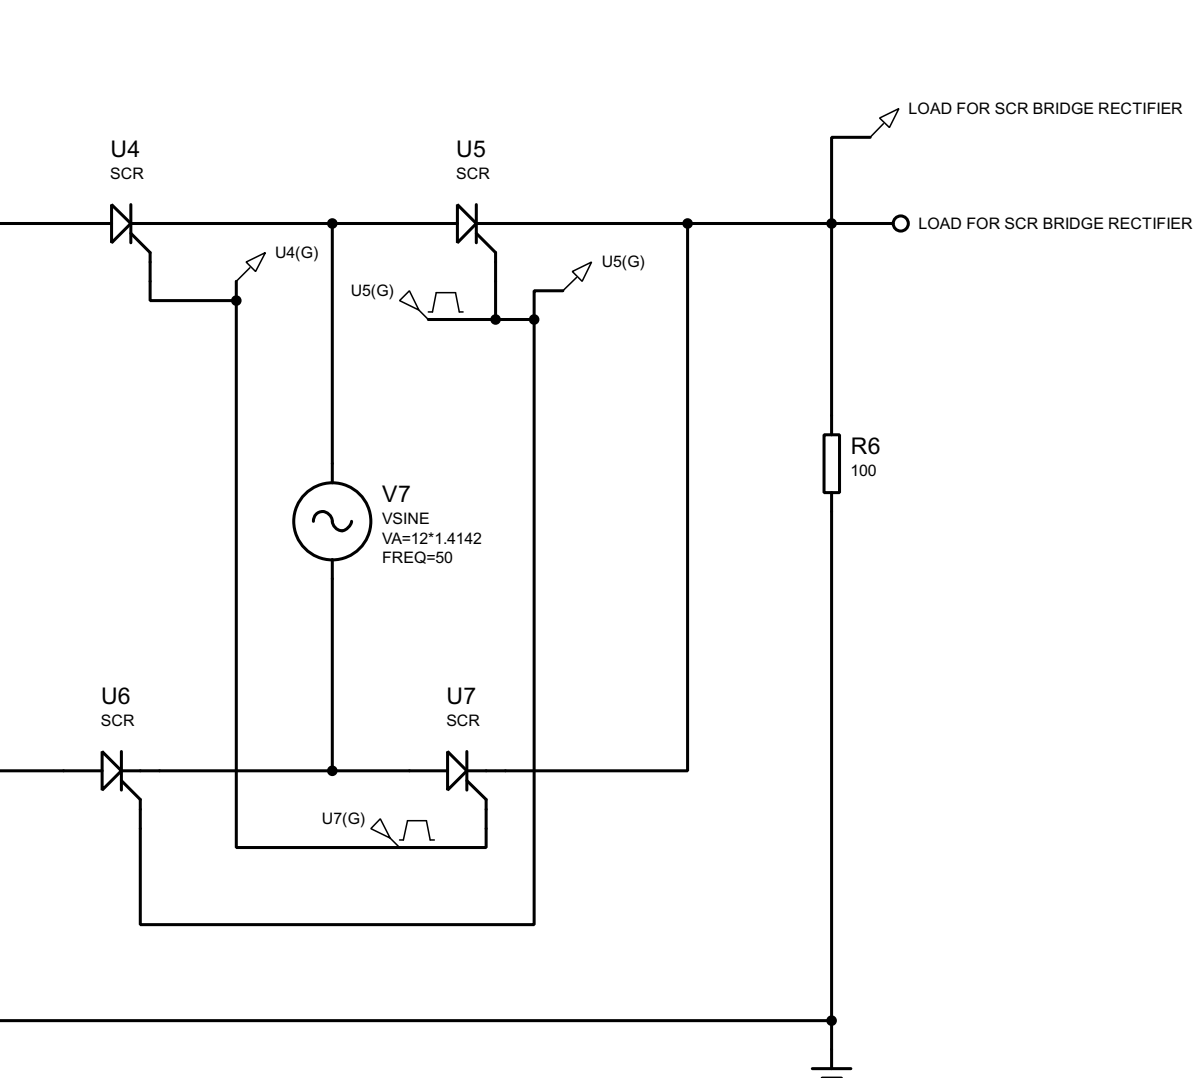 LOAD FOR SCR BRIDGE RECTIFIER
U4
SCR
U5
SCR
LOAD FOR SCR BRIDGE RECTIFIER
U4(G)
U5(G)
U5(G)
R6
100
V7
VSINE
VA=12*1.4142
FREQ=50
U6
SCR
U7
SCR
U7(G)